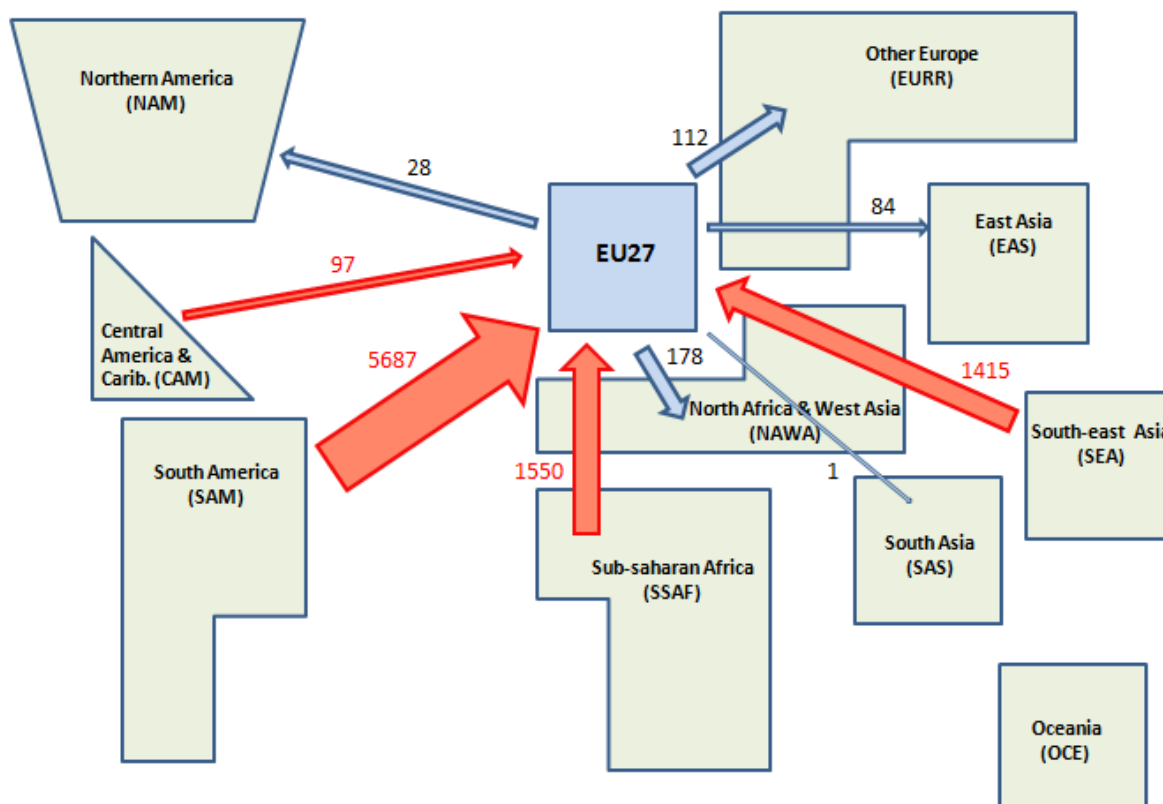 Northern America
(NAM)
Other Europe
(EURR)
112
28
84
East Asia
(EAS)
EU27
97
Central
America &
Carib. (CAM)
5687
178
1415
North Africa & West Asia
(NAWA)
South-east Asia
(SEA)
South America
(SAM)
1550
1
South Asia
(SAS)
Sub-saharan Africa
(SSAF)
Oceania
(OCE)